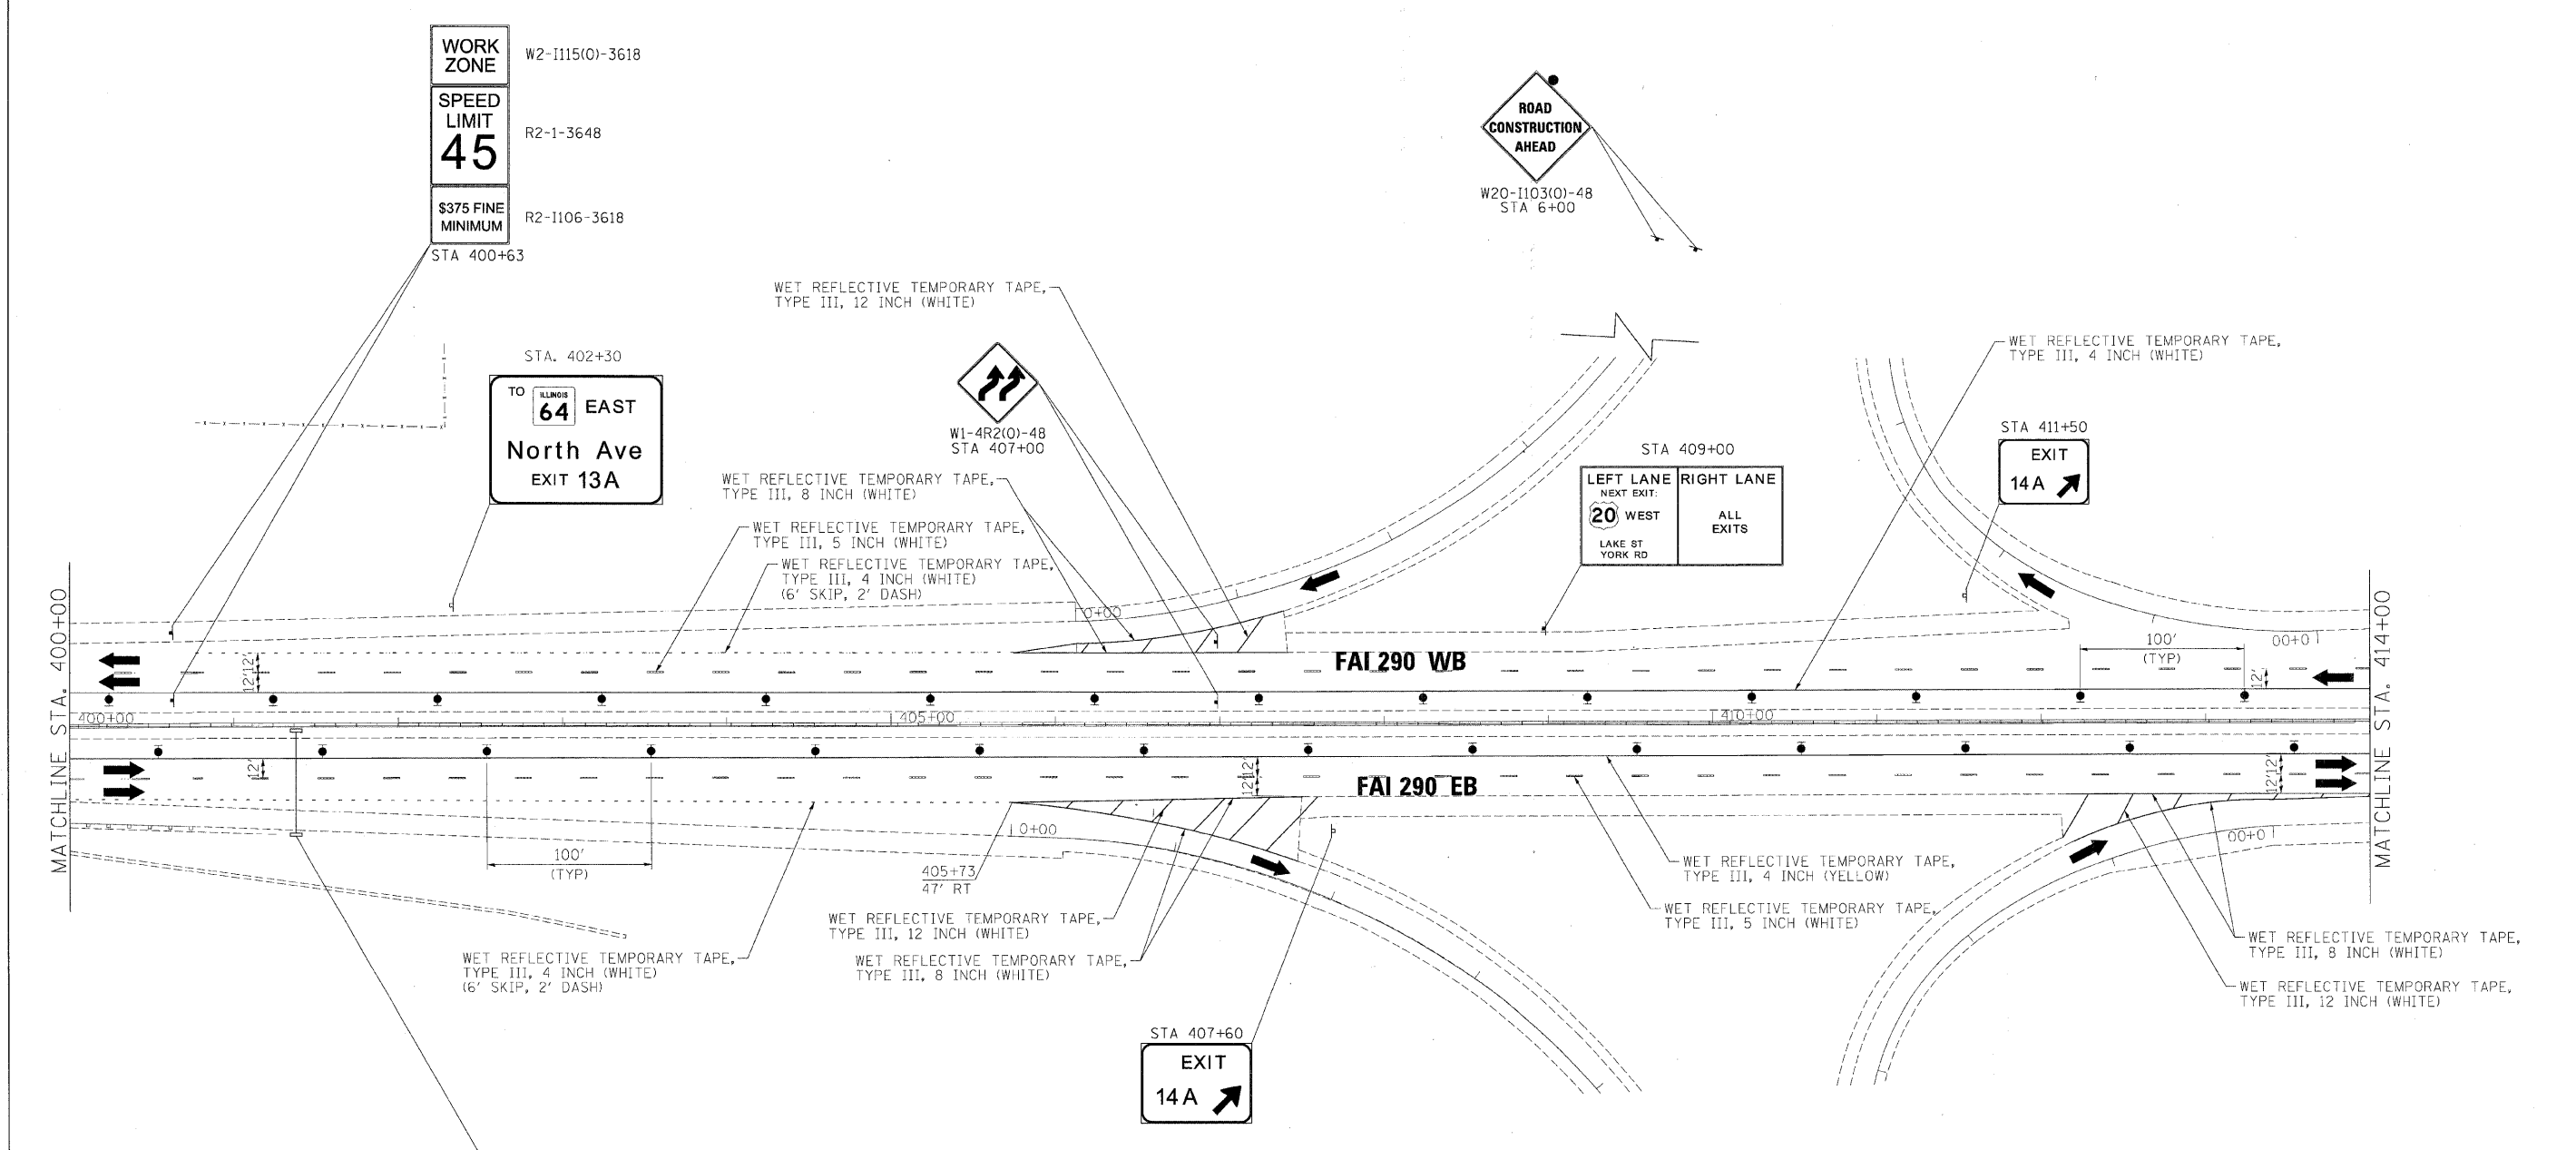 WORK
ZONE
W2-I115(O)-3618
SPEED
LIMIT
45
R2-1-3648
$375 FINE
MINIMUM
R2-I106-3618
STA 400+63
ROAD
CONSTRUCTION
AHEAD
W20-I103(O)-48
STA 6+00
WET REFLECTIVE TEMPORARY TAPE,
TYPE III, 12 INCH (WHITE)
WET REFLECTIVE TEMPORARY TAPE,
TYPE III, 4 INCH (WHITE)
STA. 402+30
TO ILLINOIS 64 EAST
North Ave
EXIT 13A
W1-4R2(O)-48
STA 407+00
STA 411+50
EXIT
14A
STA 409+00
LEFT LANE
NEXT EXIT:
20 WEST
LAKE ST
YORK RD
RIGHT LANE
ALL
EXITS
WET REFLECTIVE TEMPORARY TAPE,
TYPE III, 8 INCH (WHITE)
WET REFLECTIVE TEMPORARY TAPE,
TYPE III, 5 INCH (WHITE)
WET REFLECTIVE TEMPORARY TAPE,
TYPE III, 4 INCH (WHITE)
(6' SKIP, 2' DASH)
MATCHLINE STA. 400+00
0+00
12'
12'
FAI 290 WB
100'
(TYP)
0+00
12'
MATCHLINE STA. 414+00
400+00
405+00
410+00
12'
12'
12'
FAI 290 EB
12'
12'
0+00
100'
(TYP)
405+73
47' RT
0+00
WET REFLECTIVE TEMPORARY TAPE,
TYPE III, 4 INCH (YELLOW)
WET REFLECTIVE TEMPORARY TAPE,
TYPE III, 5 INCH (WHITE)
WET REFLECTIVE TEMPORARY TAPE,
TYPE III, 12 INCH (WHITE)
WET REFLECTIVE TEMPORARY TAPE,
TYPE III, 8 INCH (WHITE)
WET REFLECTIVE TEMPORARY TAPE,
TYPE III, 4 INCH (WHITE)
(6' SKIP, 2' DASH)
WET REFLECTIVE TEMPORARY TAPE,
TYPE III, 8 INCH (WHITE)
WET REFLECTIVE TEMPORARY TAPE,
TYPE III, 12 INCH (WHITE)
STA 407+60
EXIT
14A